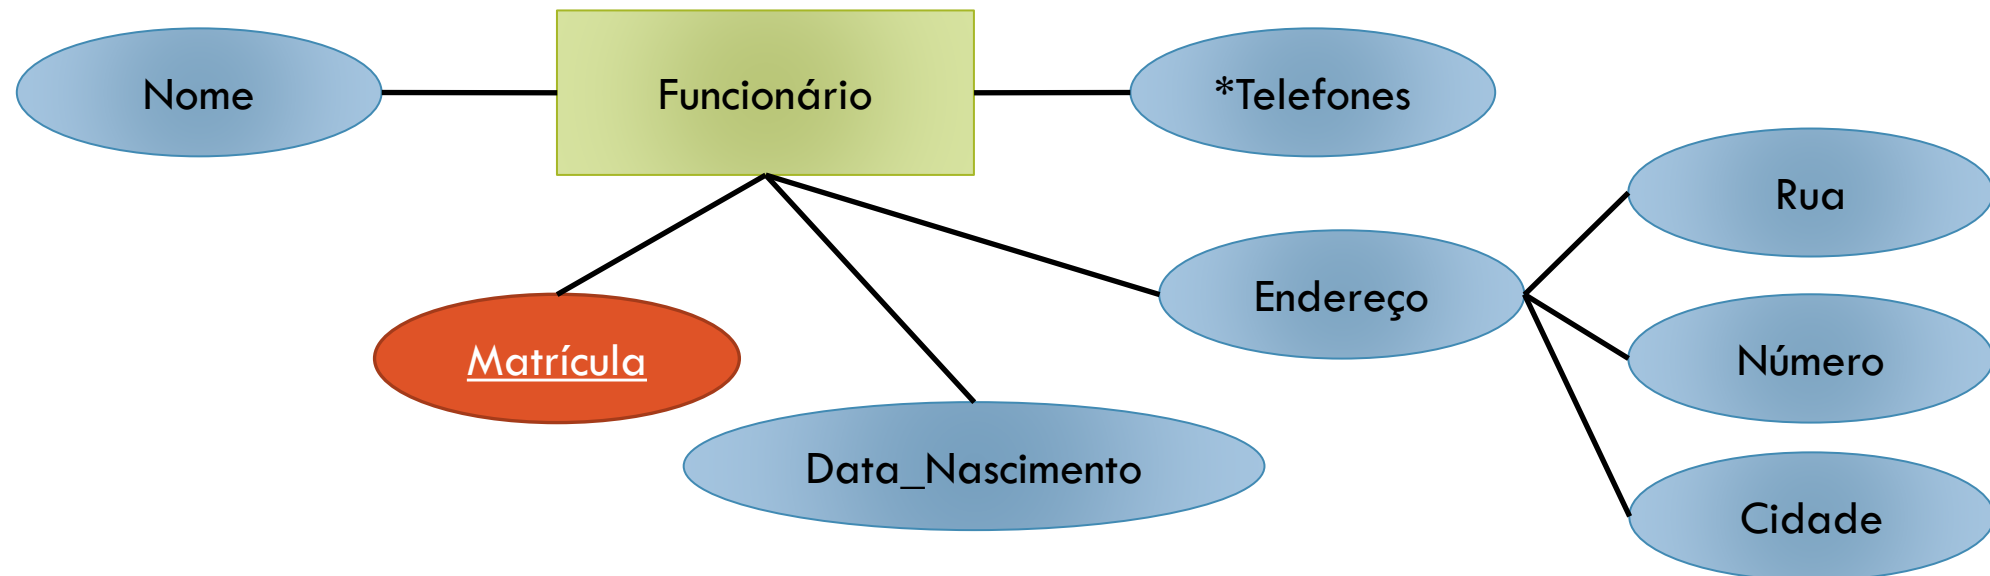 Nome
Funcionário
*Telefones
Rua
Endereço
Número
Matrícula
Data_Nascimento
Cidade